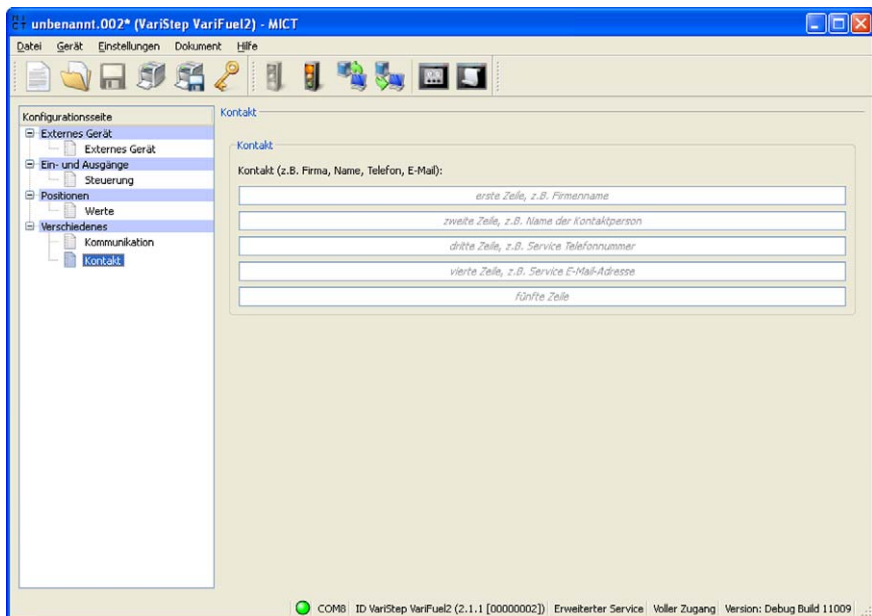 unbenannt.002* (VariStep VariFuel2) - MICT
Datei Gerät Einstellungen Dokument Hilfe
Konfigurationsseite
Externes Gerät
Externes Gerät
Ein- und Ausgänge
Steuerung
Positionen
Werte
Verschiedenes
Kommunikation
Kontakt
Kontakt
Kontakt
Kontakt (z.B. Firma, Name, Telefon, E-Mail):
erste Zeile, z.B. Firmenname
zweite Zeile, z.B. Name der Kontaktperson
dritte Zeile, z.B. Service Telefonnummer
vierte Zeile, z.B. Service E-Mail-Adresse
fünfte Zeile
COM8 ID VariStep VariFuel2 (2.1.1 [00000002]) Erweiterter Service Voller Zugang Version: Debug Build 11009